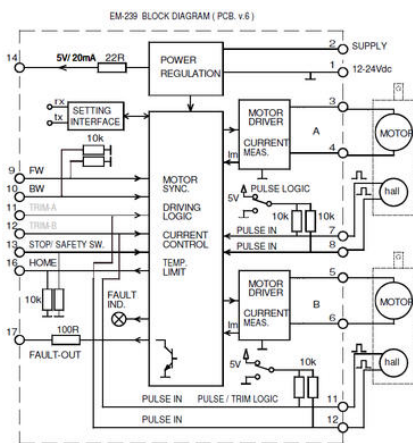 EM-239 BLOCK DIAGRAM ( PCB. v.6 )
14
5V/ 20mA
22R
POWER
REGULATION
2
SUPPLY
1
12-24Vdc
rx
tx
SETTING
INTERFACE
10k
9
FW
10
BW
11
TRIM-A
12
TRIM-B
13
STOP/ SAFETY SW.
16
HOME
10k
17
100R
FAULT-OUT
FAULT
IND.
MOTOR
SYNC.
DRIVING
LOGIC
CURRENT
CONTROL
TEMP.
LIMIT
MOTOR
DRIVER
CURRENT
MEAS.
A
Im
3
4
MOTOR
hall
5V
PULSE LOGIC
10k
10k
PULSE IN
7
PULSE IN
8
MOTOR
DRIVER
CURRENT
MEAS.
B
Im
5
6
MOTOR
hall
5V
10k
PULSE IN
PULSE / TRIM LOGIC
11
PULSE IN
12